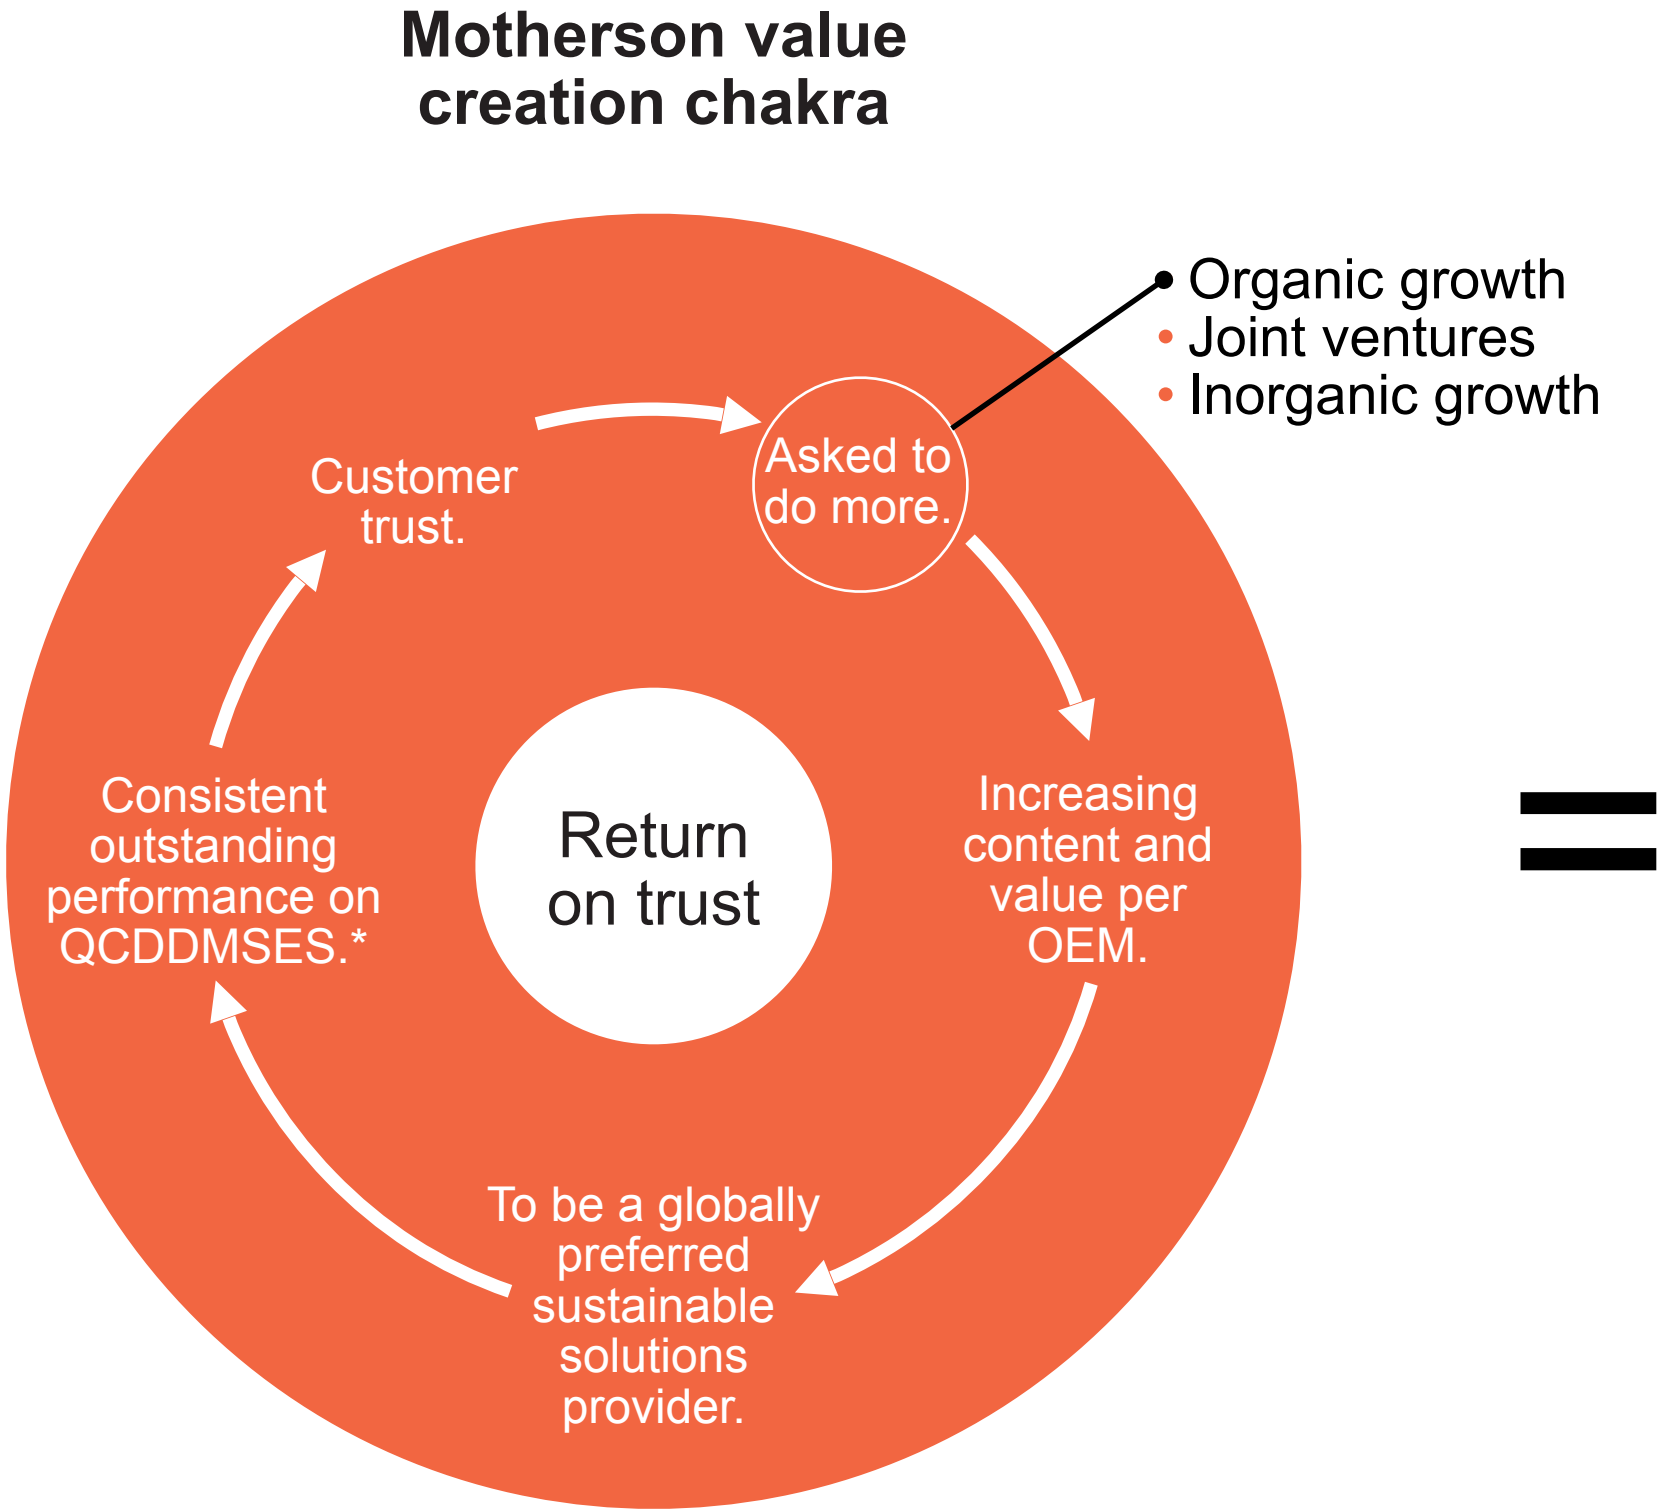 Motherson value
creation chakra
• Organic growth
• Joint ventures
• Inorganic growth
Asked to
do more.
Customer
trust.
Increasing
content and
value per
OEM.
Consistent
outstanding
performance on
QCDDMSES.*
Return
on trust
=
To be a globally
preferred
sustainable
solutions
provider.